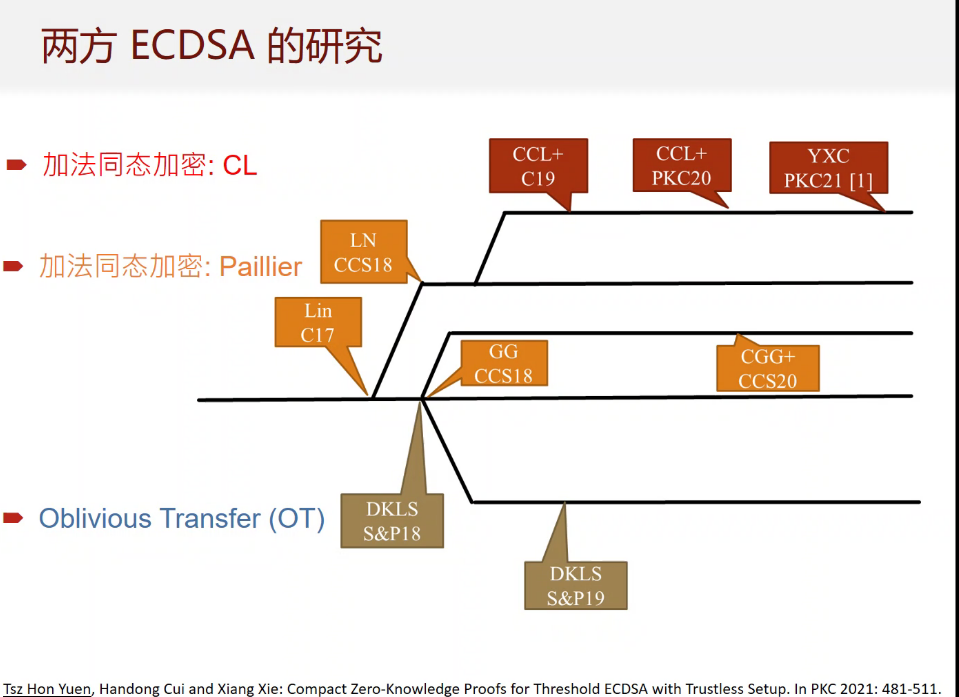 两方 ECDSA 的研究
加法同态加密: CL
CCL+
C19
CCL+
PKC20
YXC
PKC21 [1]
加法同态加密: Paillier
LN
CCS18
Lin
C17
GG
CCS18
CGG+
CCS20
Oblivious Transfer (OT)
DKLS
S&P18
DKLS
S&P19
Tsz Hon Yuen, Handong Cui and Xiang Xie: Compact Zero-Knowledge Proofs for Threshold ECDSA with Trustless Setup. In PKC 2021: 481-511.